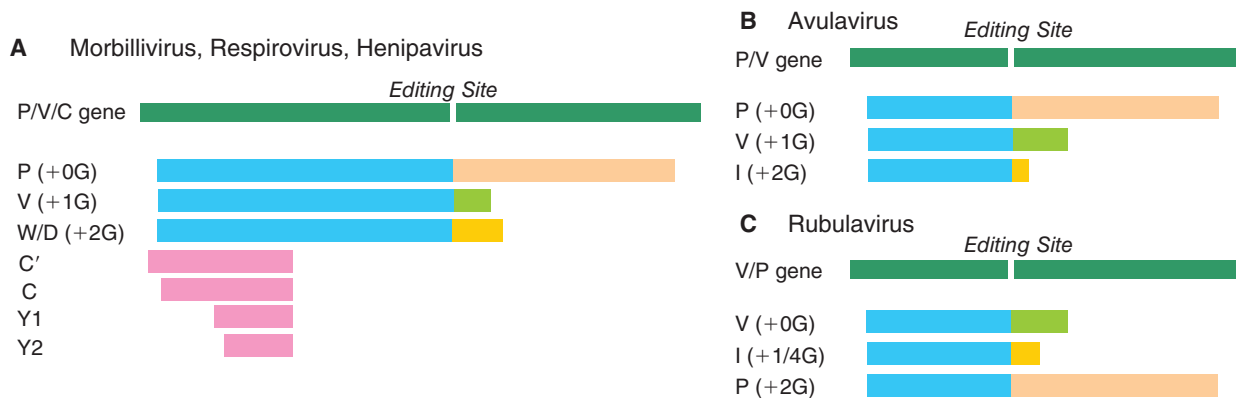 A Morbillivirus, Respirovirus, Henipavirus
Editing Site
P/V/C gene
P (+0G)
V (+1G)
W/D (+2G)
C′
C
Y1
Y2
B Avulavirus
Editing Site
P/V gene
P (+0G)
V (+1G)
I (+2G)
C Rubulavirus
Editing Site
V/P gene
V (+0G)
I (+1/4G)
P (+2G)